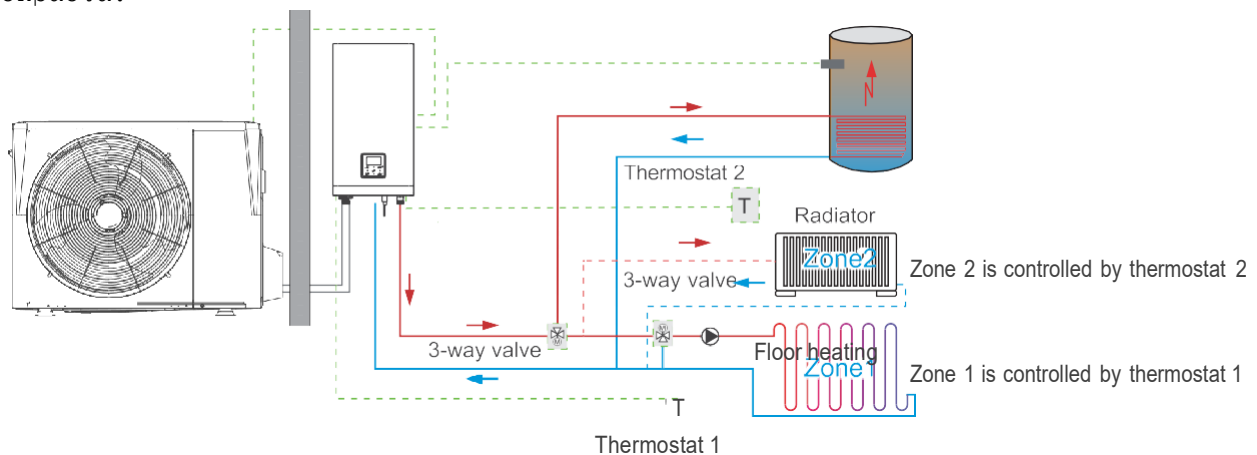 Thermostat 2
T
Radiator
Zone2
Zone 2 is controlled by thermostat 2
3-way valve
3-way valve
Floor heating
Zone1
Zone 1 is controlled by thermostat 1
T
Thermostat 1